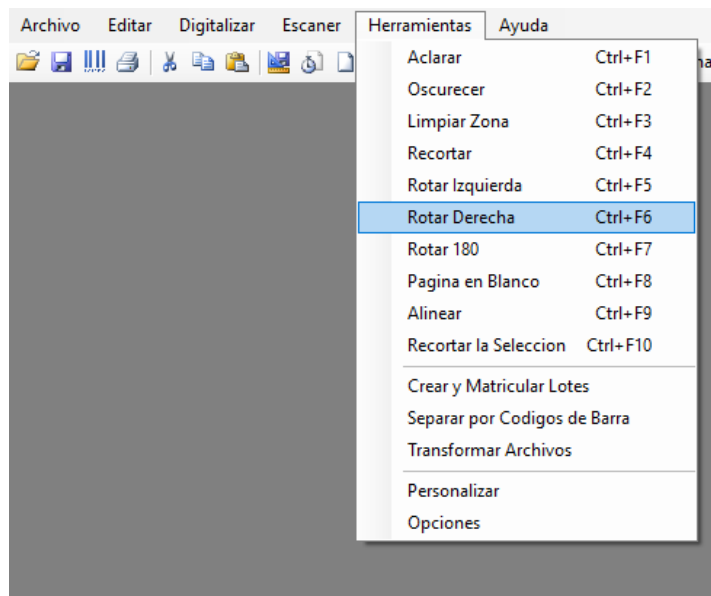 Archivo Editar Digitalizar Escaner Herramientas Ayuda
Aclarar Ctrl+F1
Oscurecer Ctrl+F2
Limpiar Zona Ctrl+F3
Recortar Ctrl+F4
Rotar Izquierda Ctrl+F5
Rotar Derecha Ctrl+F6
Rotar 180 Ctrl+F7
Pagina en Blanco Ctrl+F8
Alinear Ctrl+F9
Recortar la Seleccion Ctrl+F10
Crear y Matricular Lotes
Separar por Codigos de Barra
Transformar Archivos
Personalizar
Opciones